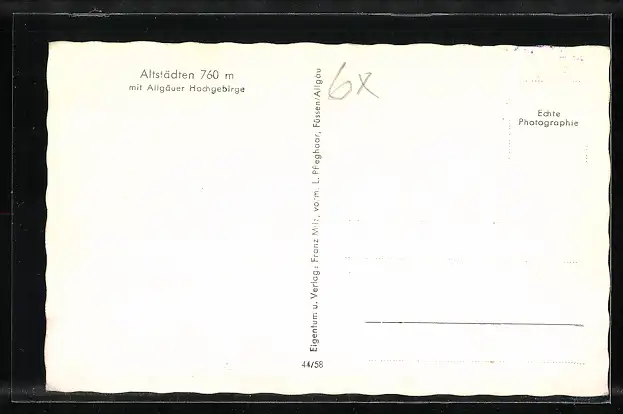 Altstädten 760 m
mit Allgäuer Hochgebirge
Eigentum u. Verlag: Franz Milz, vorm. L. Pfeghaar, Füssen/Allgäu
44/58
6x
Echte
Photographie